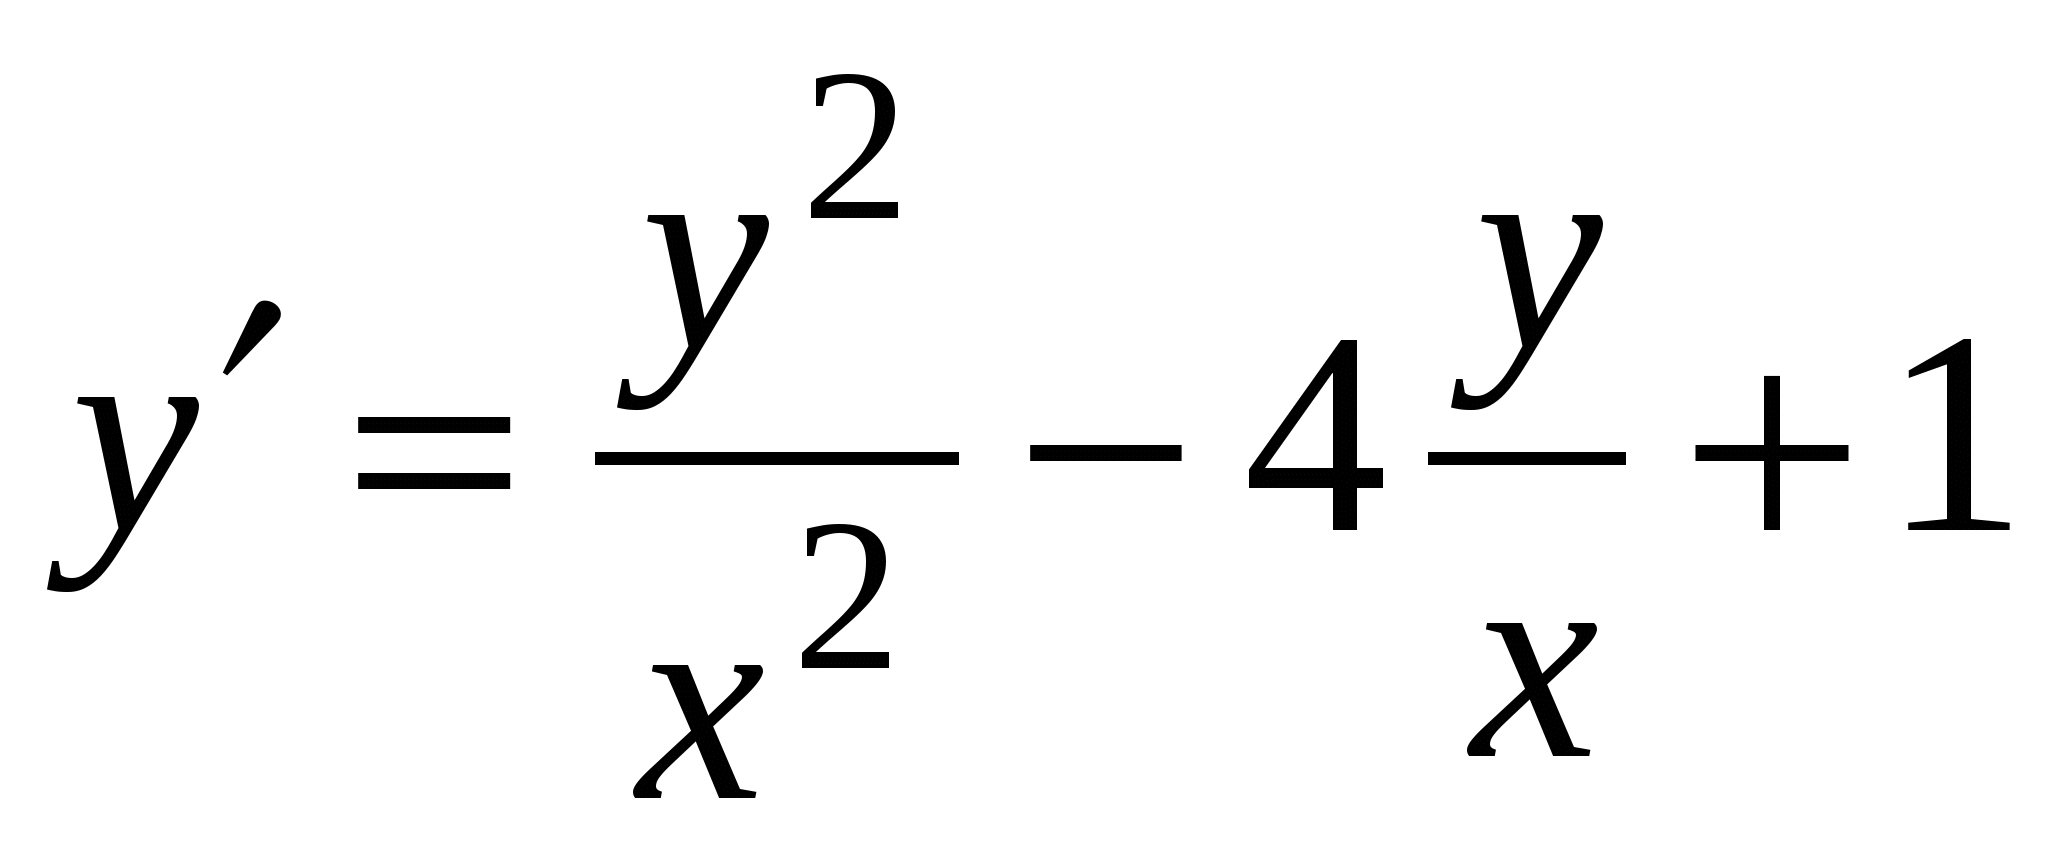 y′ = y²/x² − 4 y/x + 1